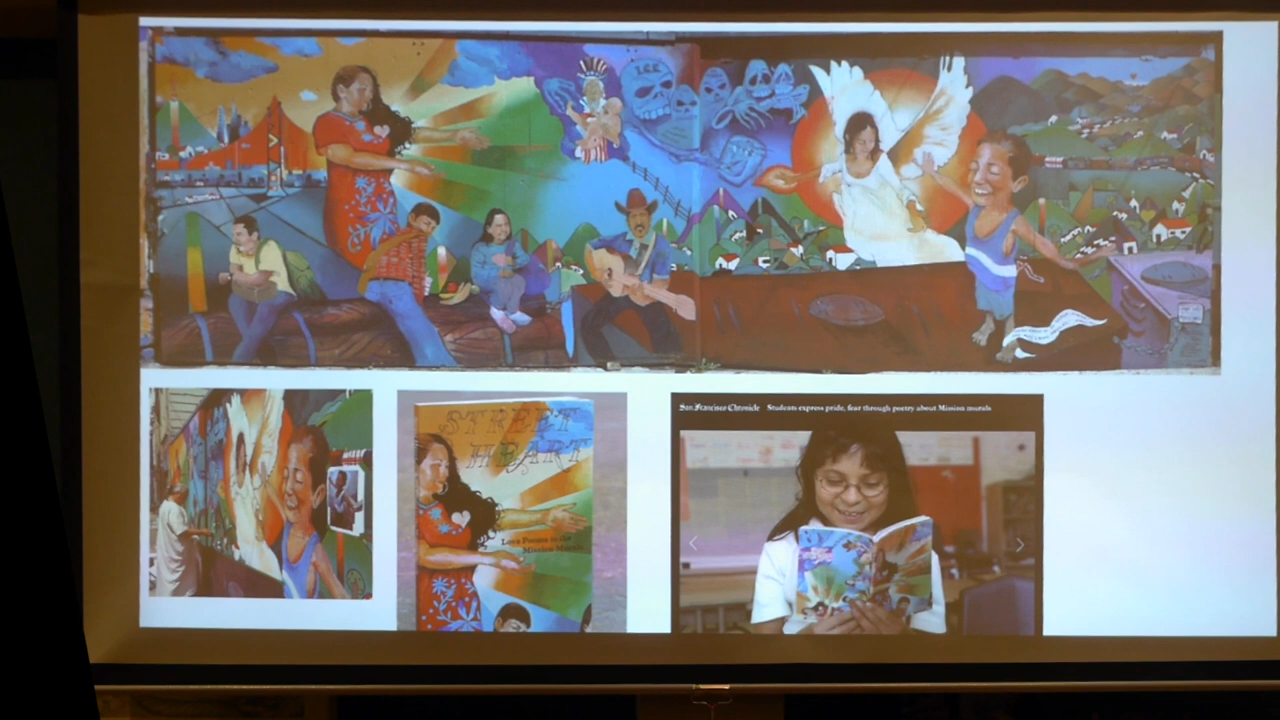 ICE
STREET
HEART
Love Poems to the
Mission Murals
San Francisco Chronicle Students express pride, fear through poetry about Mission murals